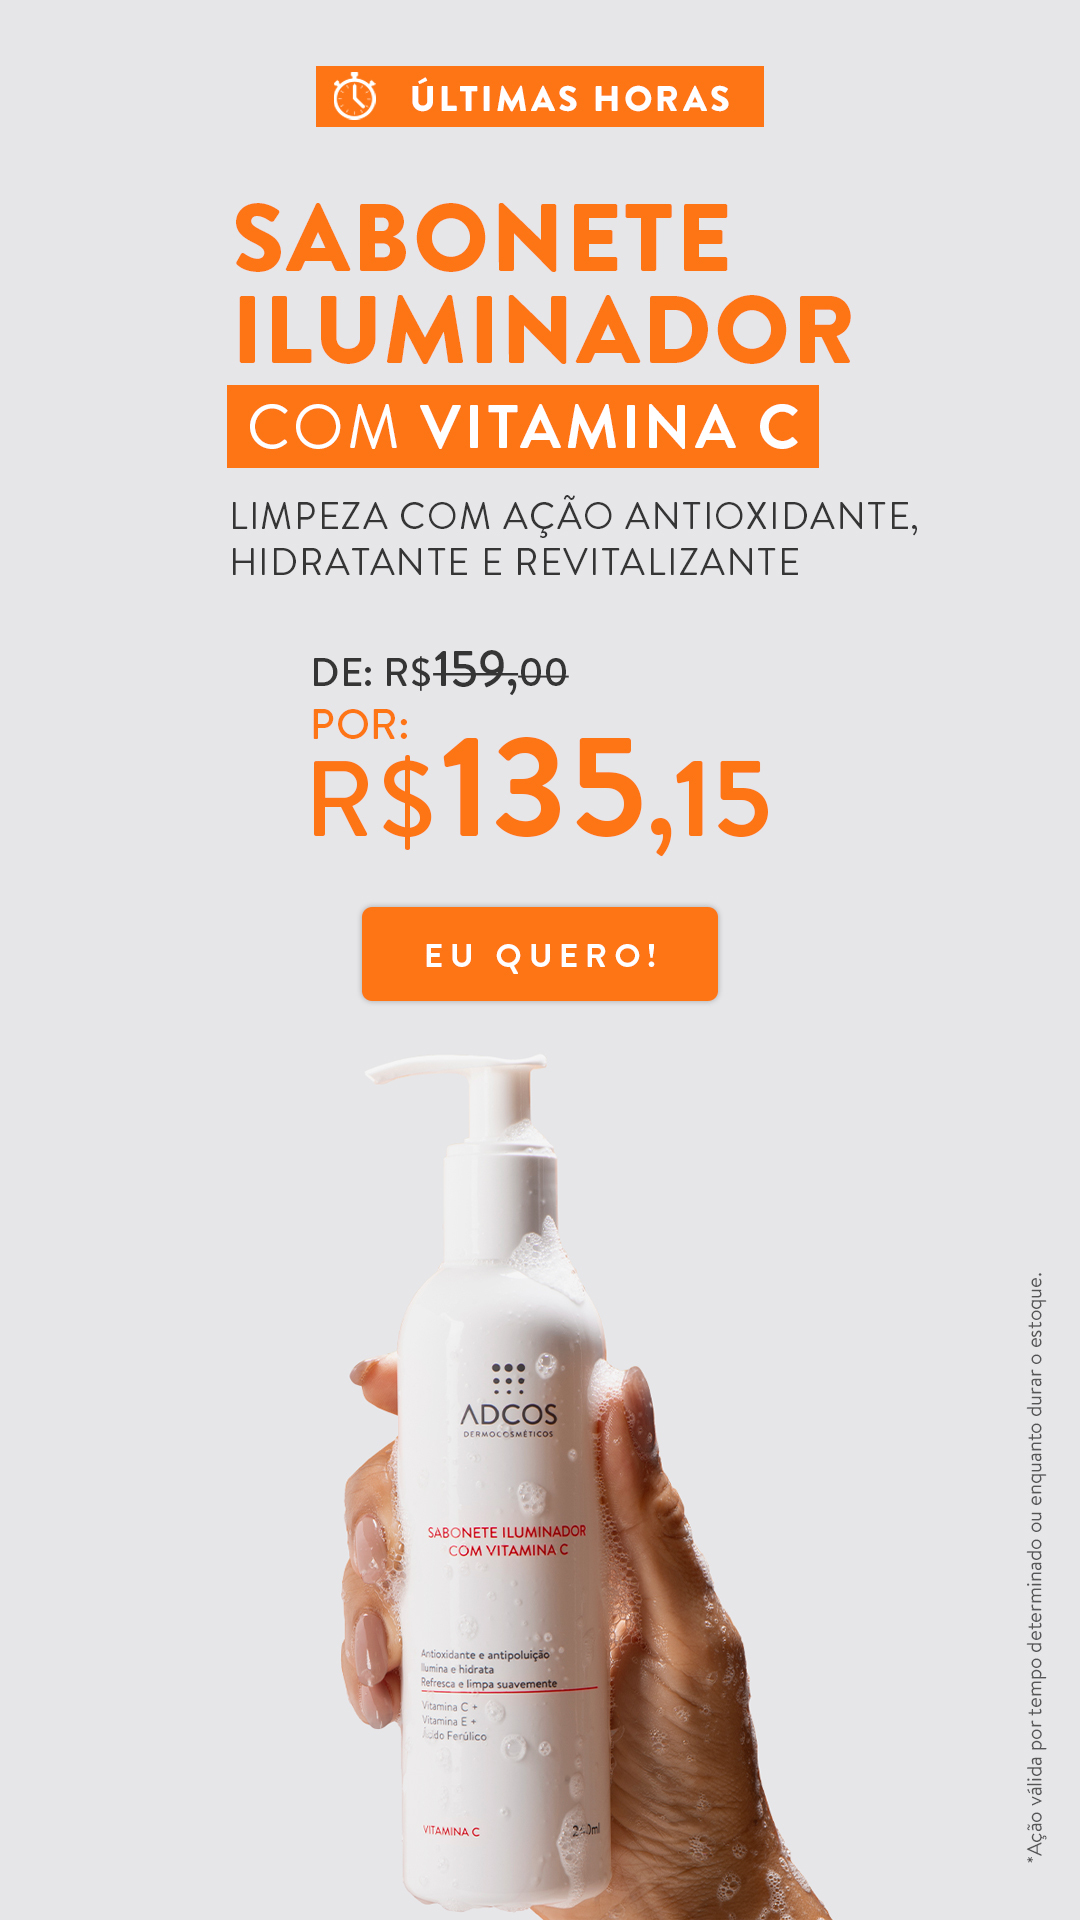 ÚLTIMAS HORAS
SABONETE
ILUMINADOR
COM VITAMINA C
LIMPEZA COM AÇÃO ANTIOXIDANTE,
HIDRATANTE E REVITALIZANTE
DE: R$159,00
POR:
R$135,15
EU QUERO!
ADCOS
DERMOCOSMÉTICOS
SABONETE ILUMINADOR
COM VITAMINA C
Antioxidante e antipoluição
Ilumina e hidrata
Refresca e limpa suavemente
Vitamina C +
Vitamina E +
Ácido Ferúlico
VITAMINA C
240ml
*Ação válida por tempo determinado ou enquanto durar o estoque.